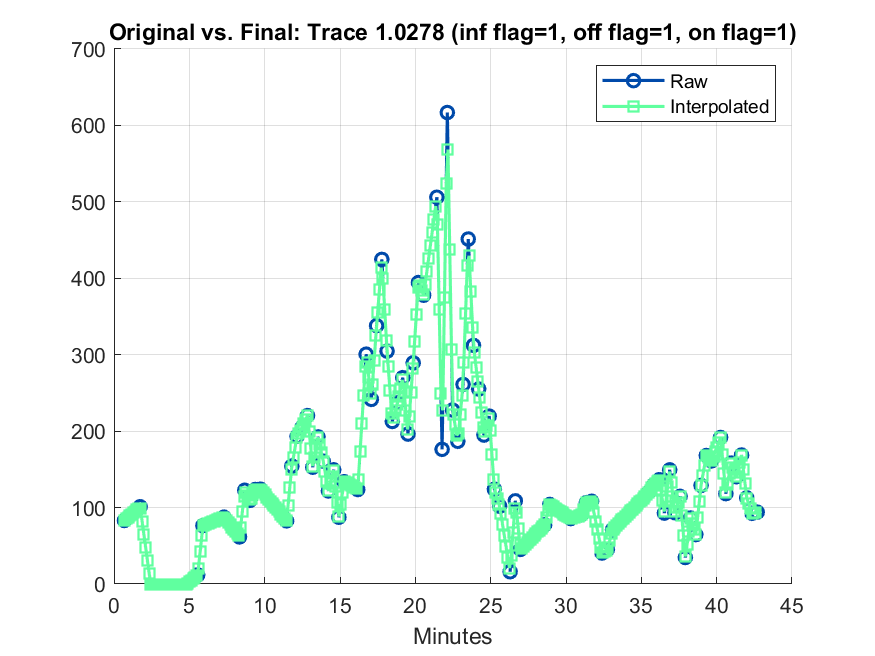 Original vs. Final: Trace 1.0278 (inf flag=1, off flag=1, on flag=1)
700
600
500
400
300
200
100
0
Raw
Interpolated
0 5 10 15 20 25 30 35 40 45
Minutes